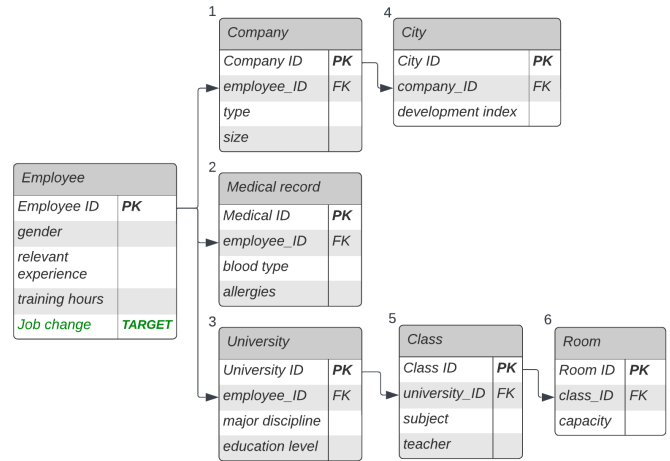 Employee
Employee ID PK
gender
relevant
experience
training hours
Job change TARGET
1
Company
Company ID PK
employee_ID FK
type
size
4
City
City ID PK
company_ID FK
development index
2
Medical record
Medical ID PK
employee_ID FK
blood type
allergies
3
University
University ID PK
employee_ID FK
major discipline
education level
5
Class
Class ID PK
university_ID FK
subject
teacher
6
Room
Room ID PK
class_ID FK
capacity